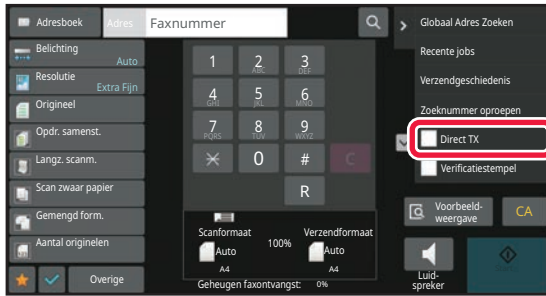 Adresboek
Adres
Faxnummer
Belichting
Auto
Resolutie
Extra Fijn
Origineel
Opdr. samenst.
Langz. scanm.
Scan zwaar papier
Gemengd form.
Aantal originelen
Overige
1
2
ABC
3
DEF
4
GHI
5
JKL
6
MNO
7
PQRS
8
TUV
9
WXYZ
0
#
C
R
Scanformaat
Auto
A4
100%
Verzendformaat
Auto
A4
Geheugen faxontvangst: 0%
Globaal Adres Zoeken
Recente jobs
Verzendgeschiedenis
Zoeknummer oproepen
Direct TX
Verificatiestempel
Voorbeeld-
weergave
CA
Luid-
spreker
Start